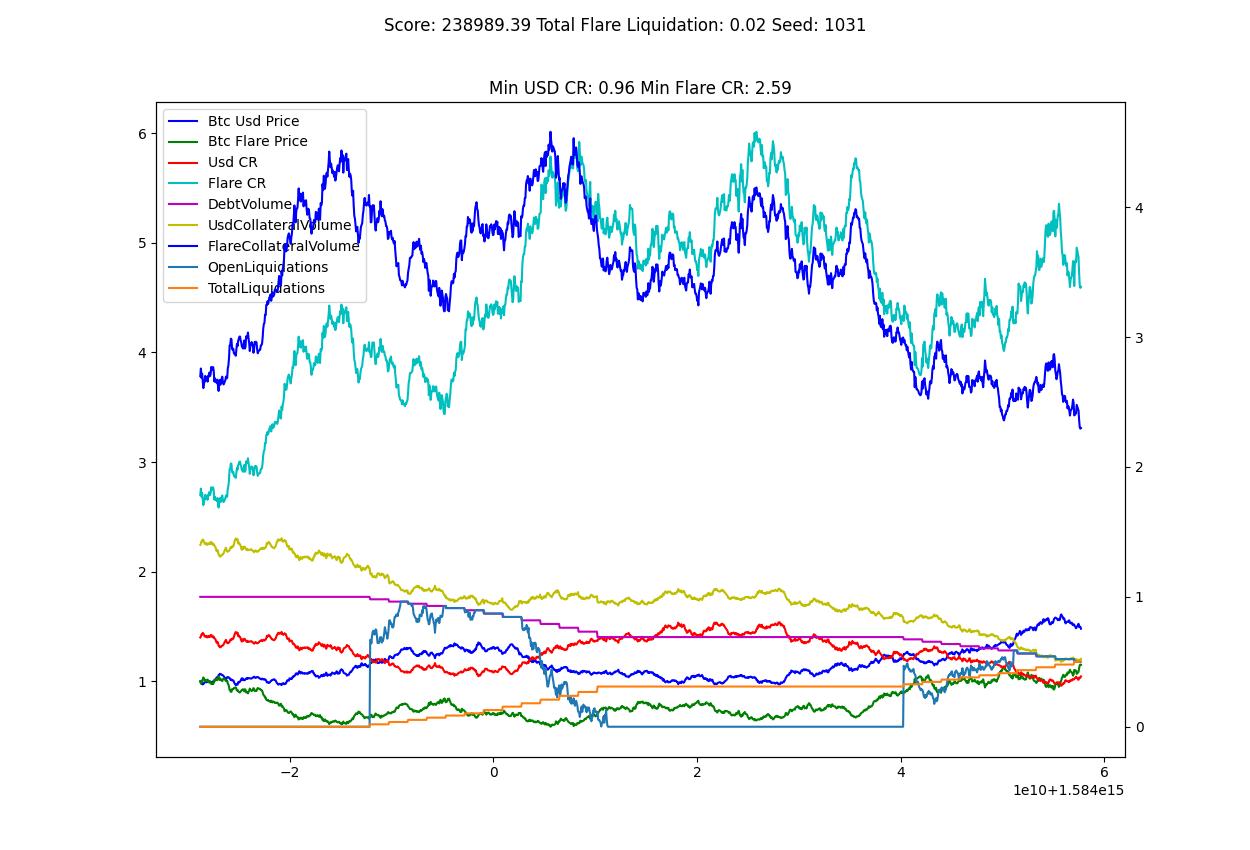 Score: 238989.39 Total Flare Liquidation: 0.02 Seed: 1031
Min USD CR: 0.96 Min Flare CR: 2.59
Btc Usd Price
Btc Flare Price
Usd CR
Flare CR
DebtVolume
UsdCollateralVolume
FlareCollateralVolume
OpenLiquidations
TotalLiquidations
6
5
4
3
2
1
4
3
2
1
0
−2
0
2
4
6
1e10+1.584e15